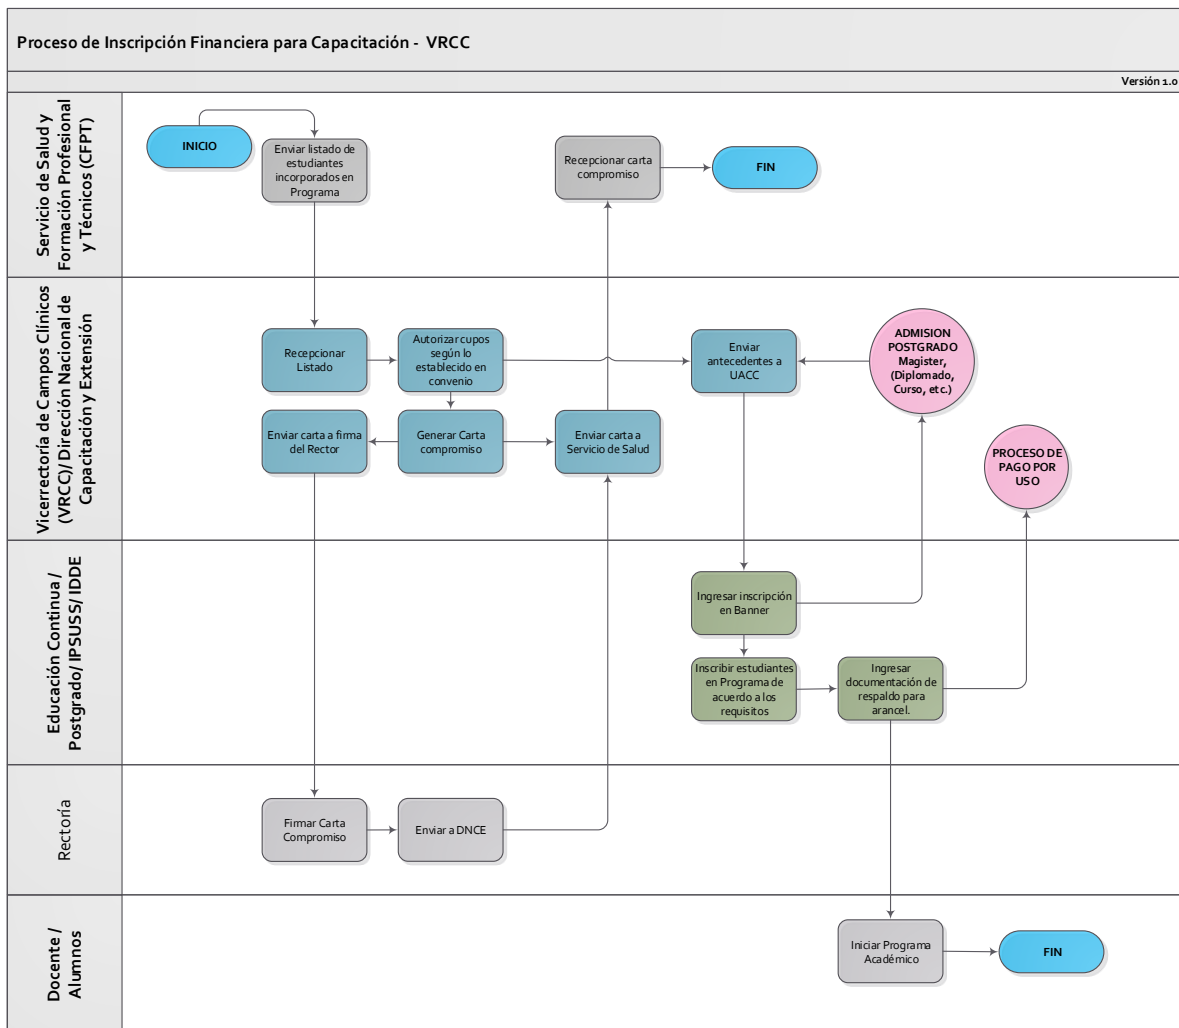 Proceso de Inscripción Financiera para Capacitación - VRCC
Versión 1.0
Servicio de Salud y
Formación Profesional
y Técnicos (CFPT)
INICIO
Enviar listado de
estudiantes
incorporados en
Programa
Recepcionar carta
compromiso
FIN
Vicerrectoría de Campos Clínicos
(VRCC)/ Dirección Nacional de
Capacitación y Extensión
Recepcionar
Listado
Autorizar cupos
según lo
establecido en
convenio
Enviar
antecedentes a
UACC
ADMISION
POSTGRADO
Magister,
(Diplomado,
Curso, etc.)
Enviar carta a firma
del Rector
Generar Carta
compromiso
Enviar carta a
Servicio de Salud
PROCESO DE
PAGO POR
USO
Educación Continua /
Postgrado/ IPSUSS/ IDDE
Ingresar inscripción
en Banner
Inscribir estudiantes
en Programa de
acuerdo a los
requisitos
Ingresar
documentación de
respaldo para
arancel.
Rectoría
Firmar Carta
Compromiso
Enviar a DNCE
Docente /
Alumnos
Iniciar Programa
Académico
FIN